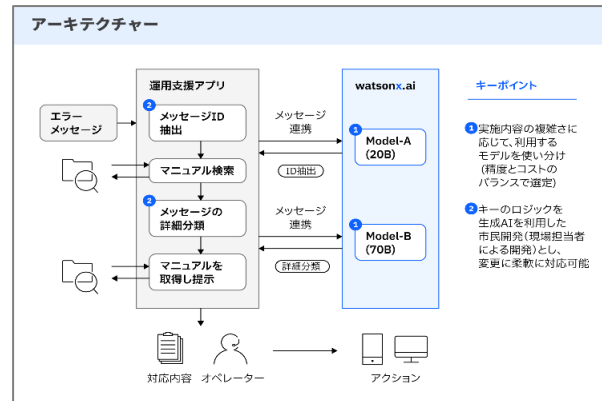 アーキテクチャー
運用支援アプリ
watsonx.ai
キーポイント
エラー
メッセージ
2
メッセージID
抽出
メッセージ
連携
1
Model-A
(20B)
ID抽出
マニュアル検索
2
メッセージの
詳細分類
メッセージ
連携
1
Model-B
(70B)
詳細分類
マニュアルを
取得し提示
1 実施内容の複雑さに
応じて、利用する
モデルを使い分け
(精度とコストの
バランスで選定)
2 キーのロジックを
生成AIを利用した
市民開発(現場担当者
による開発)とし、
変更に柔軟に対応可能
対応内容
オペレーター
アクション